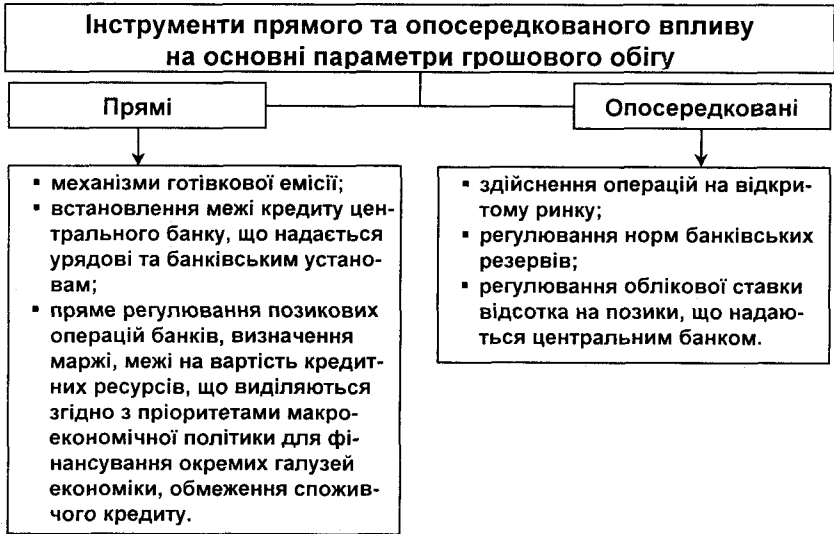 Інструменти прямого та опосередкованого впливу
на основні параметри грошового обігу
Прямі
Опосередковані
▪ механізми готівкової емісії;
▪ встановлення межі кредиту цен-
трального банку, що надається
урядові та банківським устано-
вам;
▪ пряме регулювання позикових
операцій банків, визначення
маржі, межі на вартість кредит-
них ресурсів, що виділяються
згідно з пріоритетами макро-
економічної політики для фі-
нансування окремих галузей
економіки, обмеження спожив-
чого кредиту.
▪ здійснення операцій на відкри-
тому ринку;
▪ регулювання норм банківських
резервів;
▪ регулювання облікової ставки
відсотка на позики, що надають-
ться центральним банком.